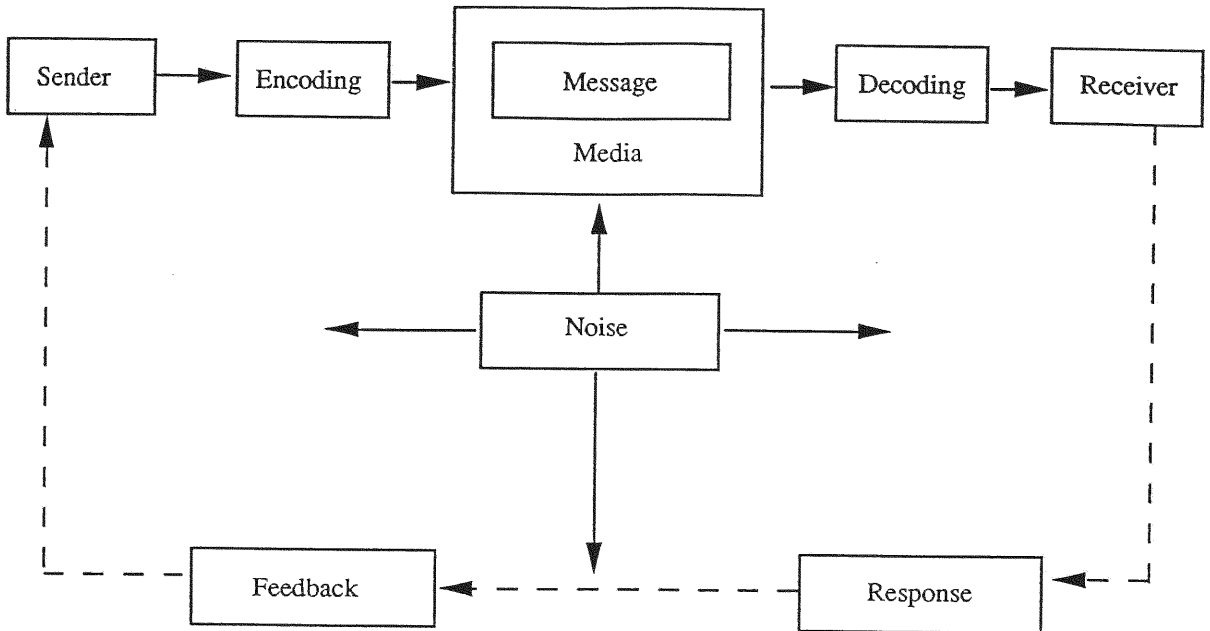 Sender
Encoding
Message
Media
Decoding
Receiver
Noise
Feedback
Response